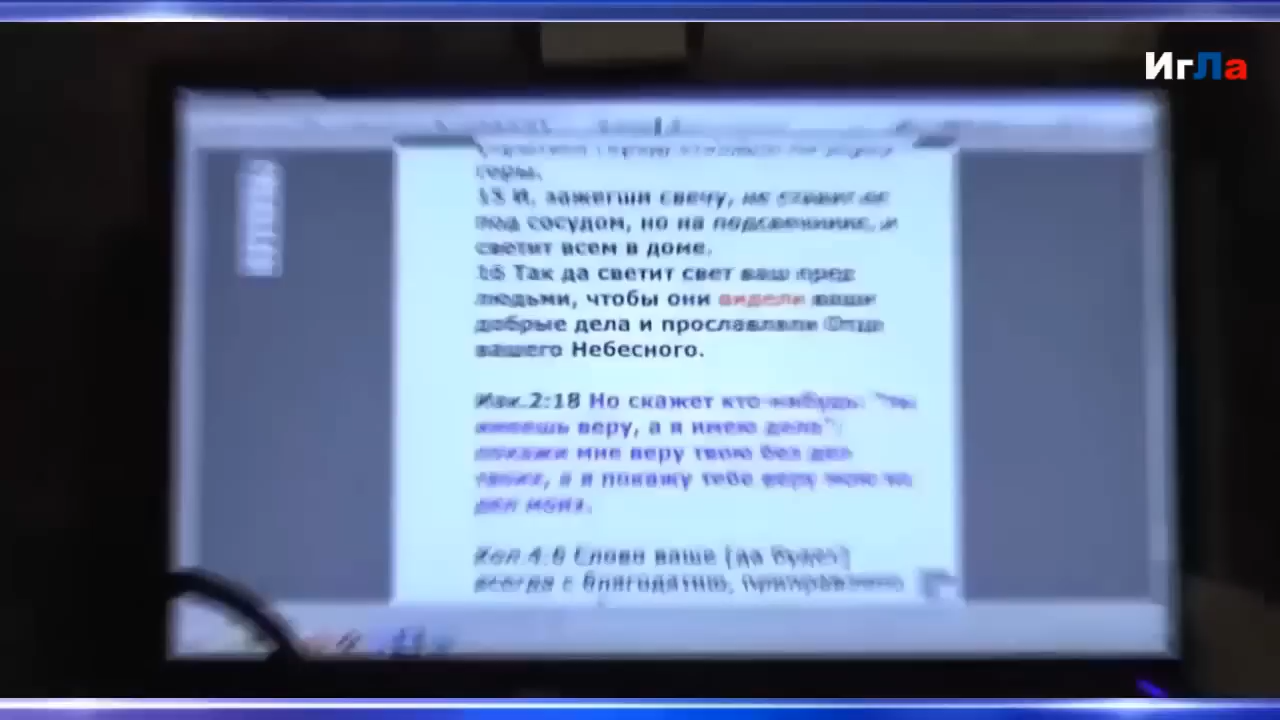 ИгЛа
горы.
15 И, зажегши свечу, не ставят ее
под сосудом, но на подсвечнике, и
светит всем в доме.
16 Так да светит свет ваш пред
людьми, чтобы они видели ваши
добрые дела и прославляли Отца
вашего Небесного.
Иак.2:18 Но скажет кто-нибудь: "ты
имеешь веру, а я имею дела":
покажи мне веру твою без дел
твоих, а я покажу тебе веру мою из
дел моих.
Кол.4:6 Слово ваше [да будет]
всегда с благодатию, приправлено